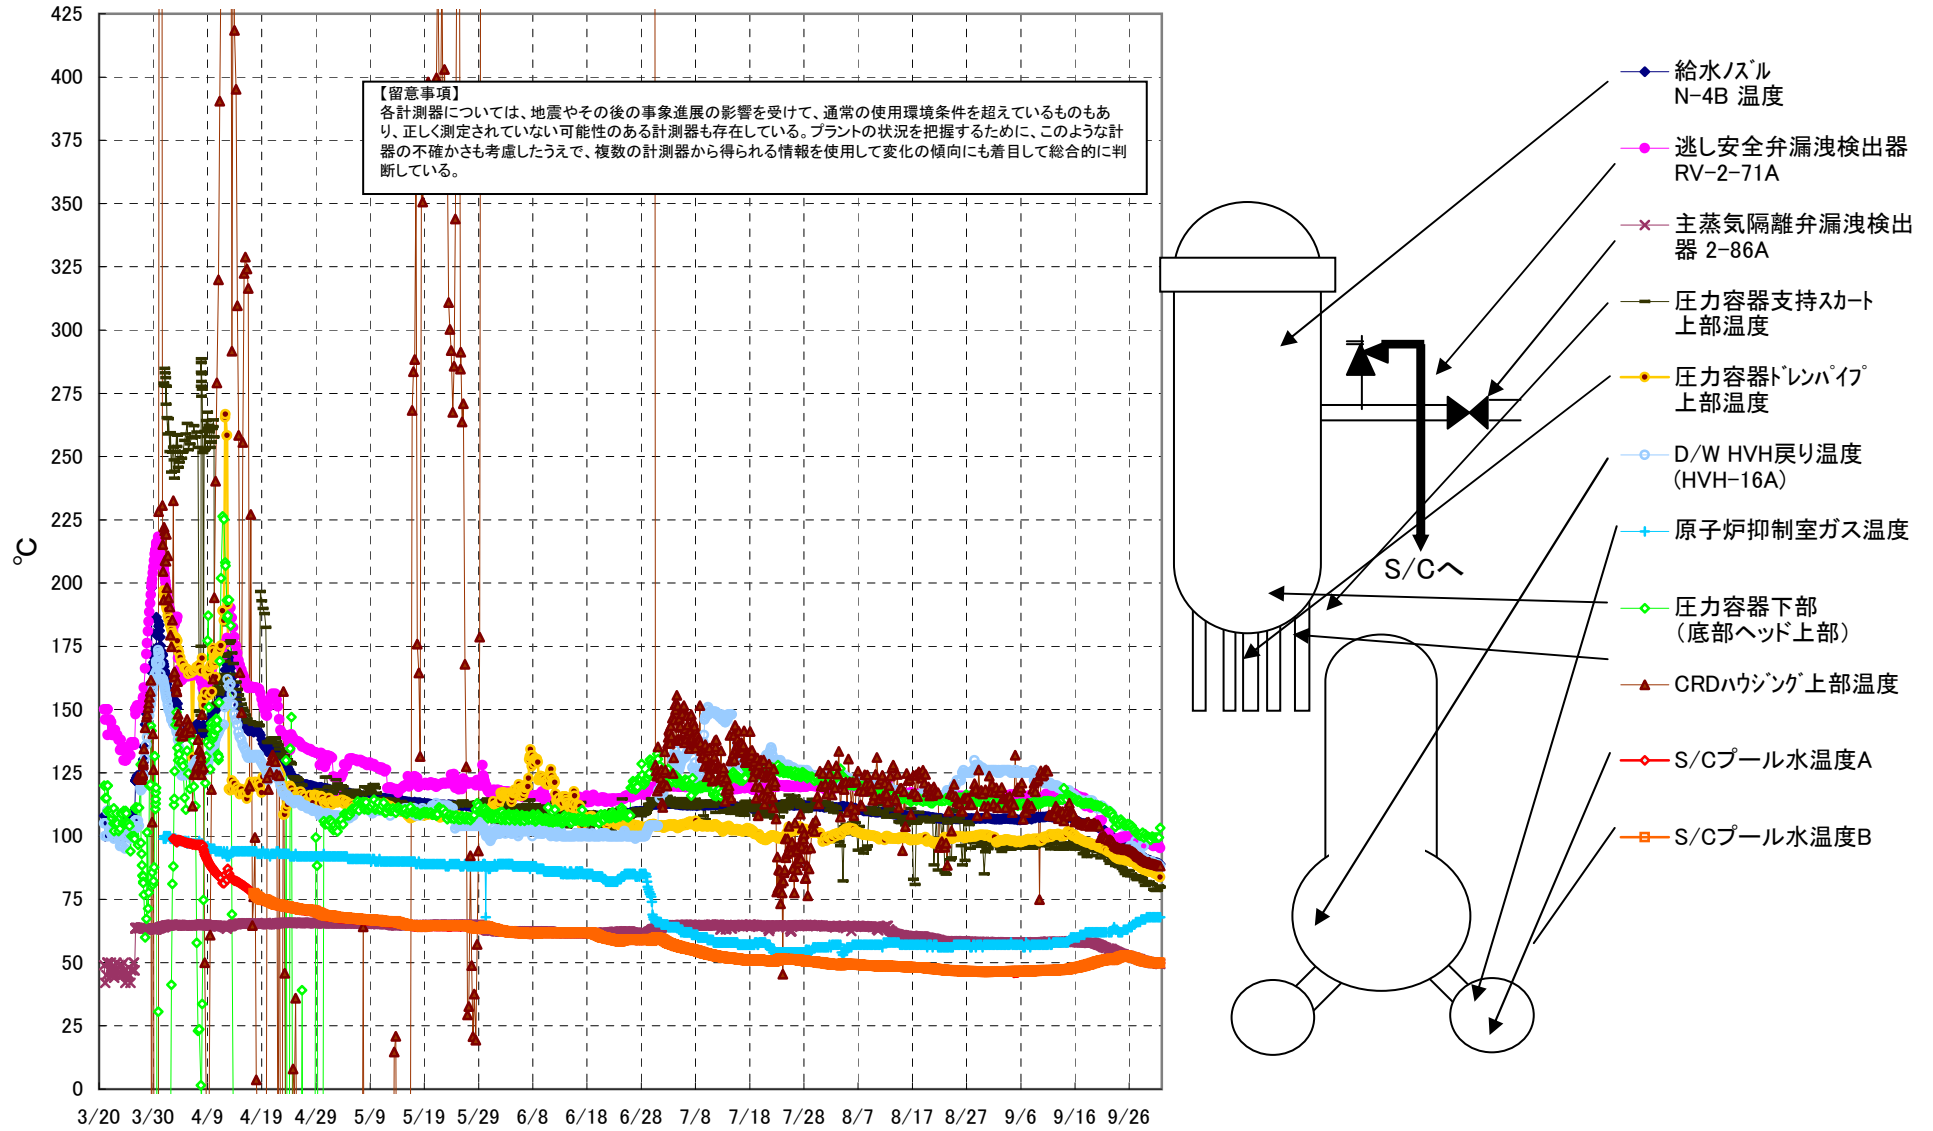 425
400
375
350
325
300
275
250
225
200
175
150
125
100
75
50
25
0
℃
3/20 3/30 4/9 4/19 4/29 5/9 5/19 5/29 6/8 6/18 6/28 7/8 7/18 7/28 8/7 8/17 8/27 9/6 9/16 9/26
【留意事項】
各計測器については、地震やその後の事象進展の影響を受けて、通常の使用環境条件を超えているものもあ
り、正しく測定されていない可能性のある計測器も存在している。プラントの状況を把握するために、このような計
器の不確かさも考慮したうえで、複数の計測器から得られる情報を使用して変化の傾向にも着目して総合的に判
断している。
S/Cへ
給水ノズル
N-4B 温度
逃し安全弁漏洩検出器
RV-2-71A
主蒸気隔離弁漏洩検出
器 2-86A
圧力容器支持スカート
上部温度
圧力容器ドレンパイプ
上部温度
D/W HVH戻り温度
(HVH-16A)
原子炉抑制室ガス温度
圧力容器下部
(底部ヘッド上部)
CRDハウジング上部温度
S/Cプール水温度A
S/Cプール水温度B